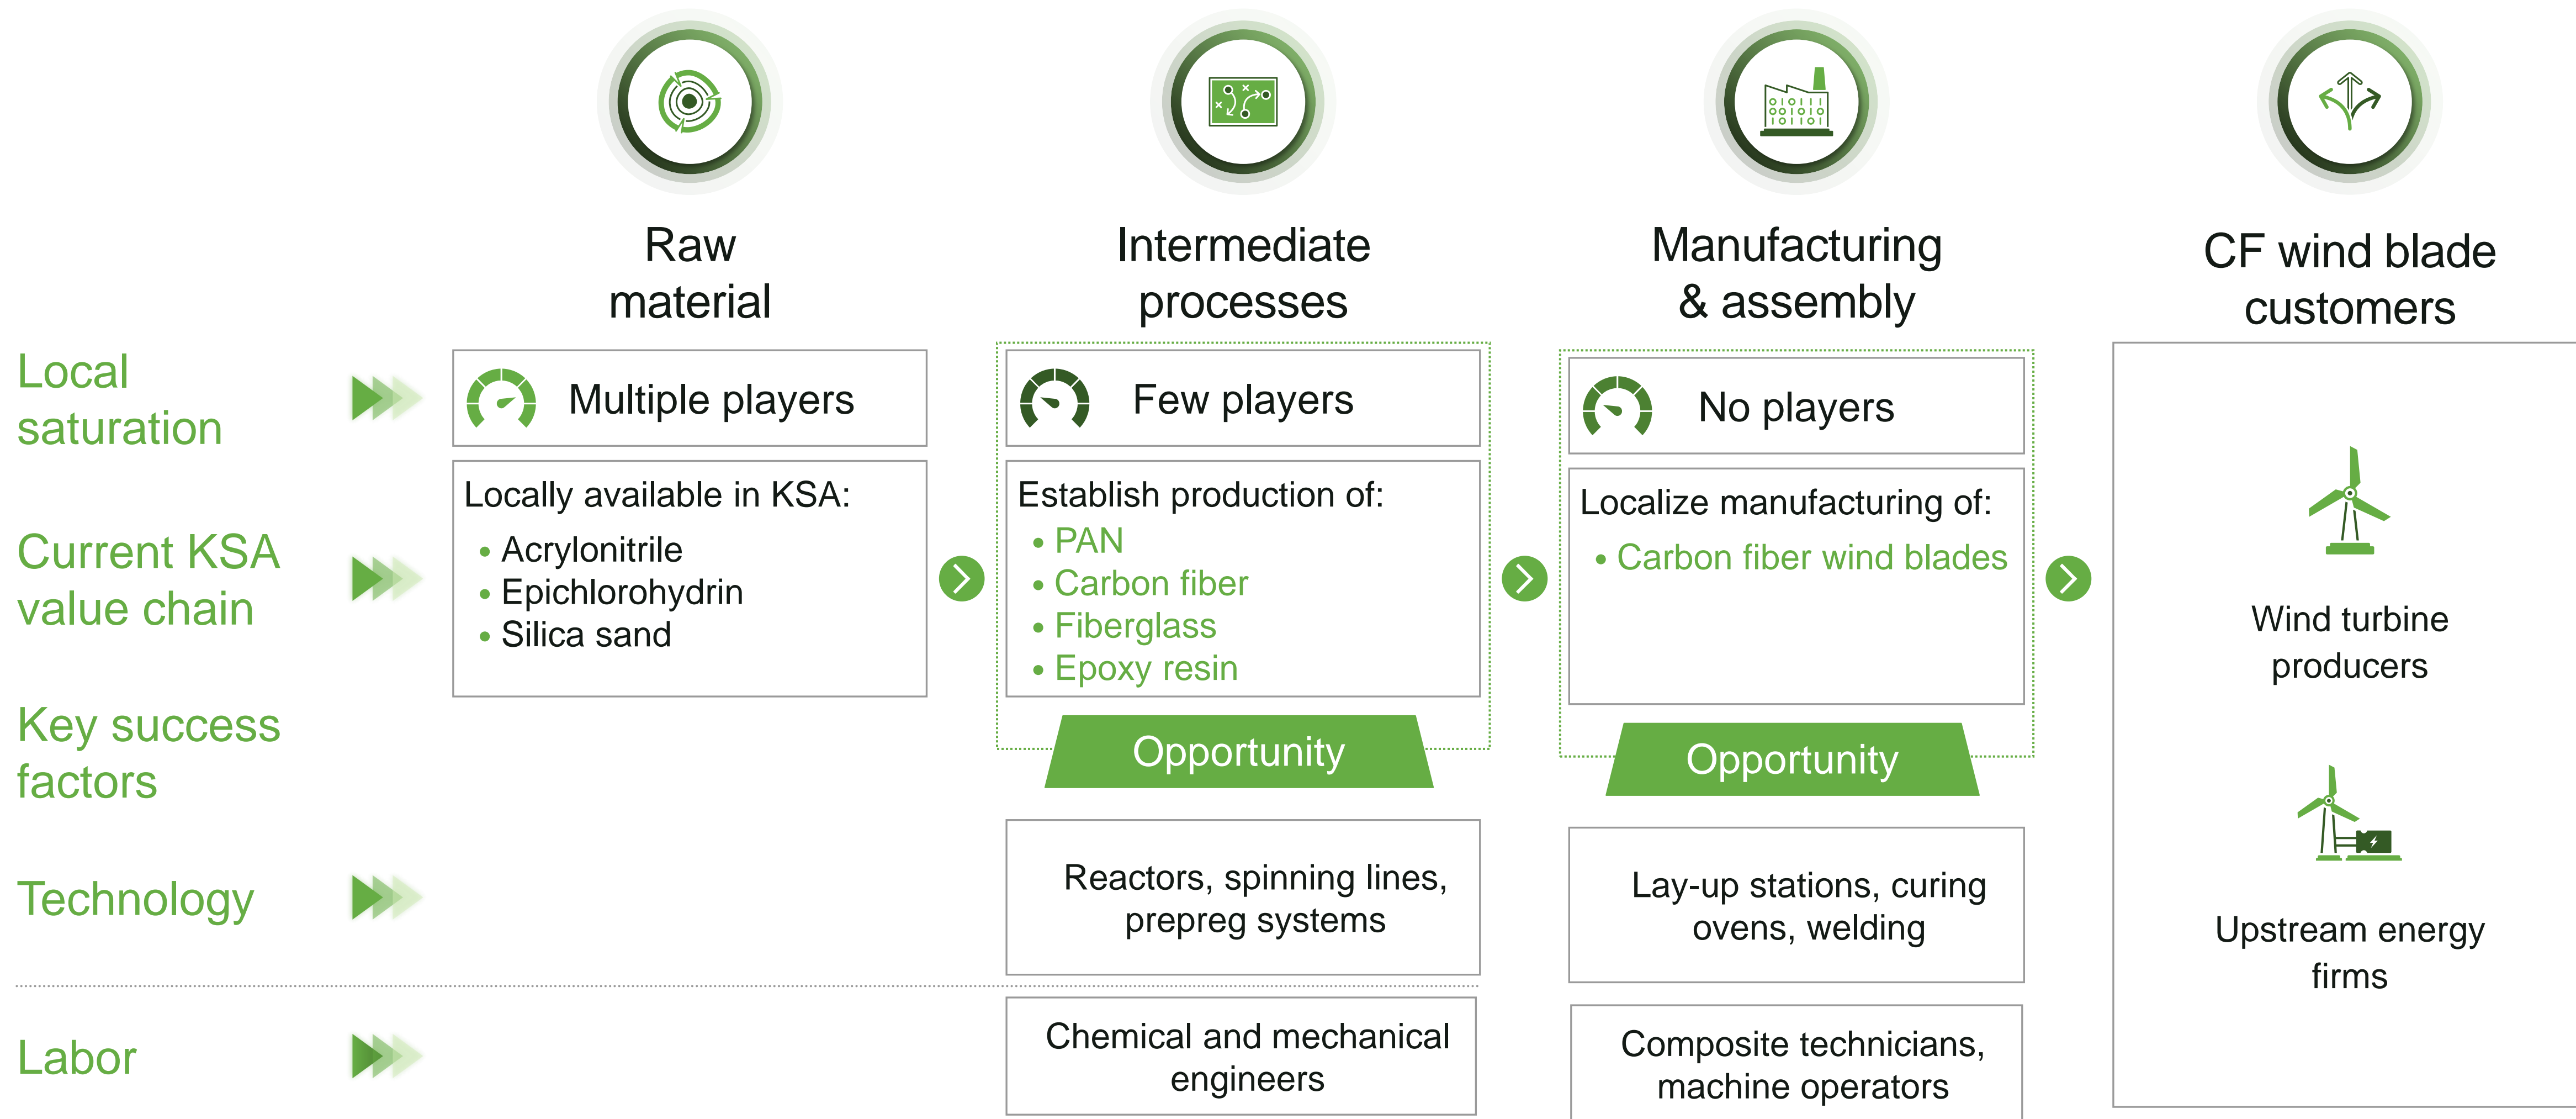 Raw
material
Intermediate
processes
Manufacturing
& assembly
CF wind blade
customers
Local
saturation
Multiple players
Few players
No players
Current KSA
value chain
Locally available in KSA:
• Acrylonitrile
• Epichlorohydrin
• Silica sand
Establish production of:
• PAN
• Carbon fiber
• Fiberglass
• Epoxy resin
Localize manufacturing of:
• Carbon fiber wind blades
Wind turbine
producers
Upstream energy
firms
Key success
factors
Opportunity
Opportunity
Technology
Reactors, spinning lines,
prepreg systems
Lay-up stations, curing
ovens, welding
Labor
Chemical and mechanical
engineers
Composite technicians,
machine operators